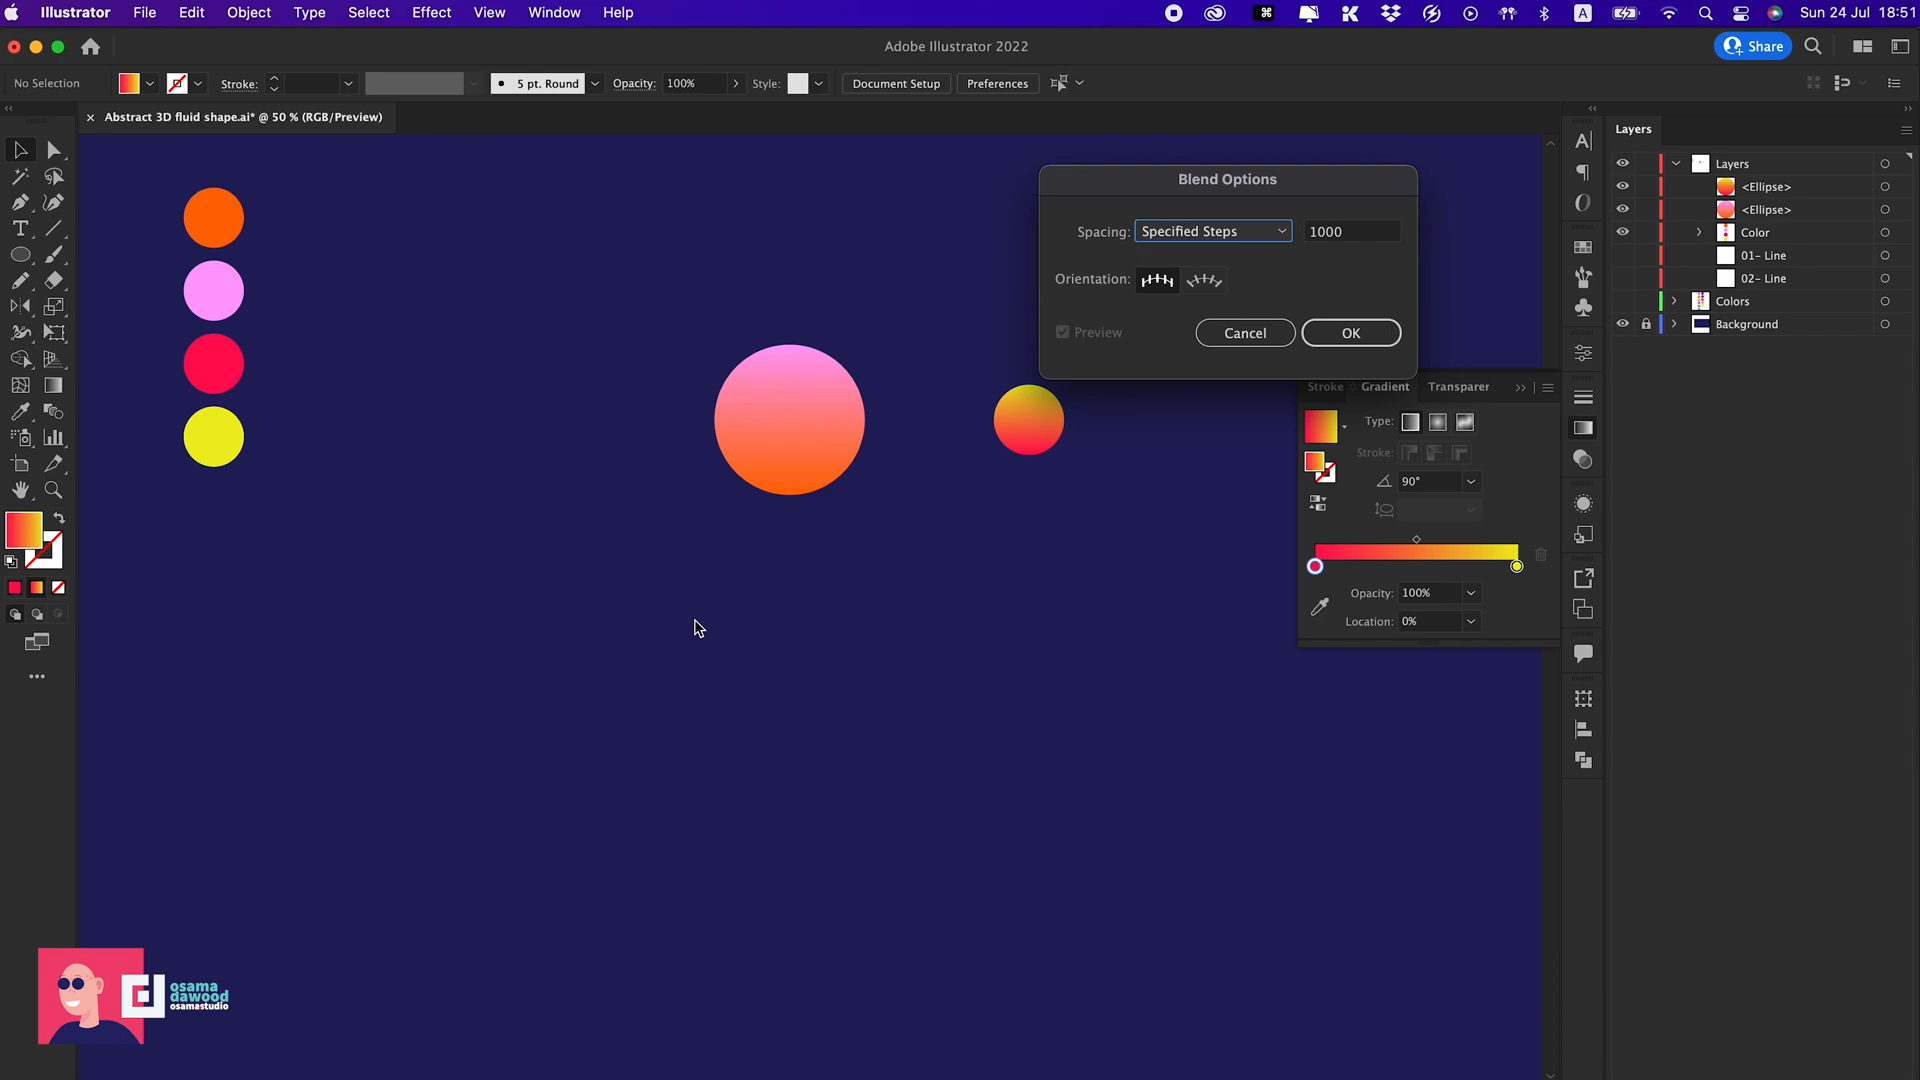 Illustrator File Edit Object Type Select Effect View Window Help
A
Sun 24 Jul 18:51
Adobe Illustrator 2022
Share
No Selection
Stroke:
5 pt. Round
Opacity: 100%
Style:
Document Setup
Preferences
Abstract 3D fluid shape.ai* @ 50 % (RGB/Preview)
Layers
Layers
<Ellipse>
<Ellipse>
Color
01- Line
02- Line
Colors
Background
Blend Options
Spacing: Specified Steps 1000
Orientation:
Preview
Cancel
OK
Stroke Gradient Transparer
Type:
Stroke:
90°
Opacity: 100%
Location: 0%
osama
dawood
osamastudio